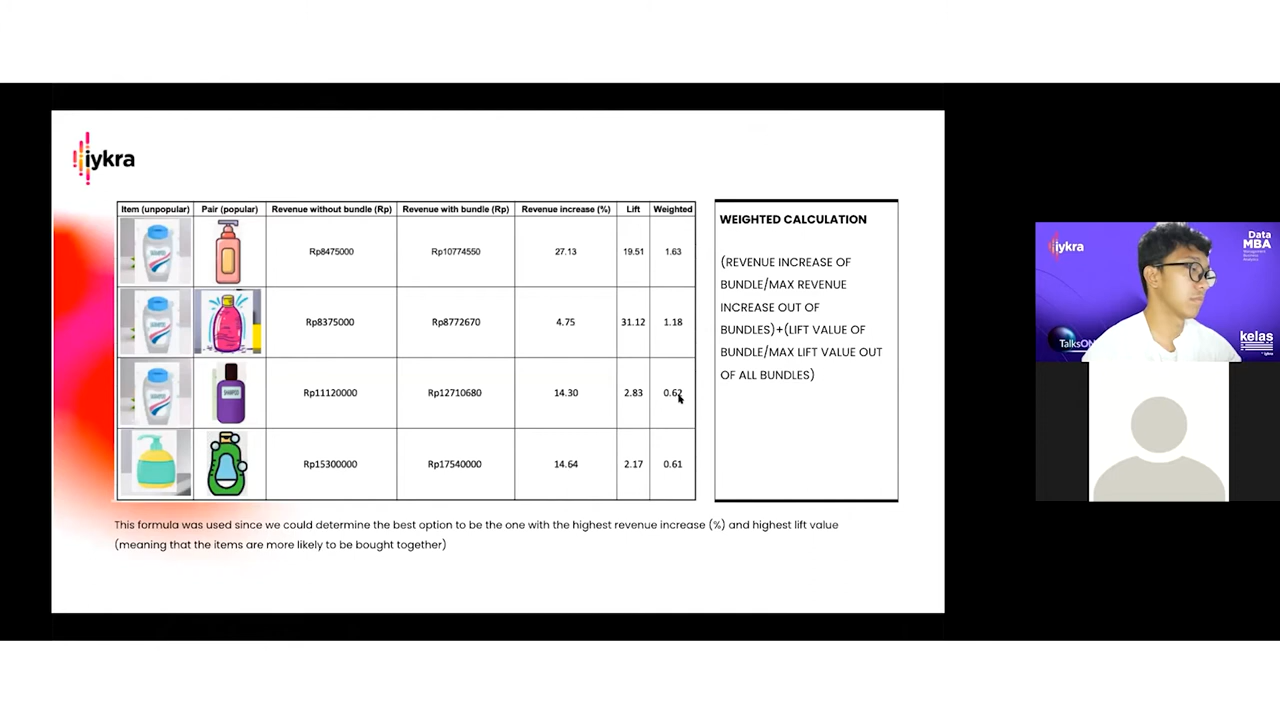 iykra
Item (unpopular) Pair (popular) Revenue without bundle (Rp) Revenue with bundle (Rp) Revenue increase (%) Lift Weighted
Rp8475000 Rp10774550 27.13 19.51 1.63
Rp8375000 Rp8772670 4.75 31.12 1.18
SHAMPOO Rp11120000 Rp12710680 14.30 2.83 0.62
Rp15300000 Rp17540000 14.64 2.17 0.61
WEIGHTED CALCULATION
(REVENUE INCREASE OF
BUNDLE/MAX REVENUE
INCREASE OUT OF
BUNDLES)+(LIFT VALUE OF
BUNDLE/MAX LIFT VALUE OUT
OF ALL BUNDLES)
This formula was used since we could determine the best option to be the one with the highest revenue increase (%) and highest lift value
(meaning that the items are more likely to be bought together)
iykra
Data
MBA
TalksON
kelas